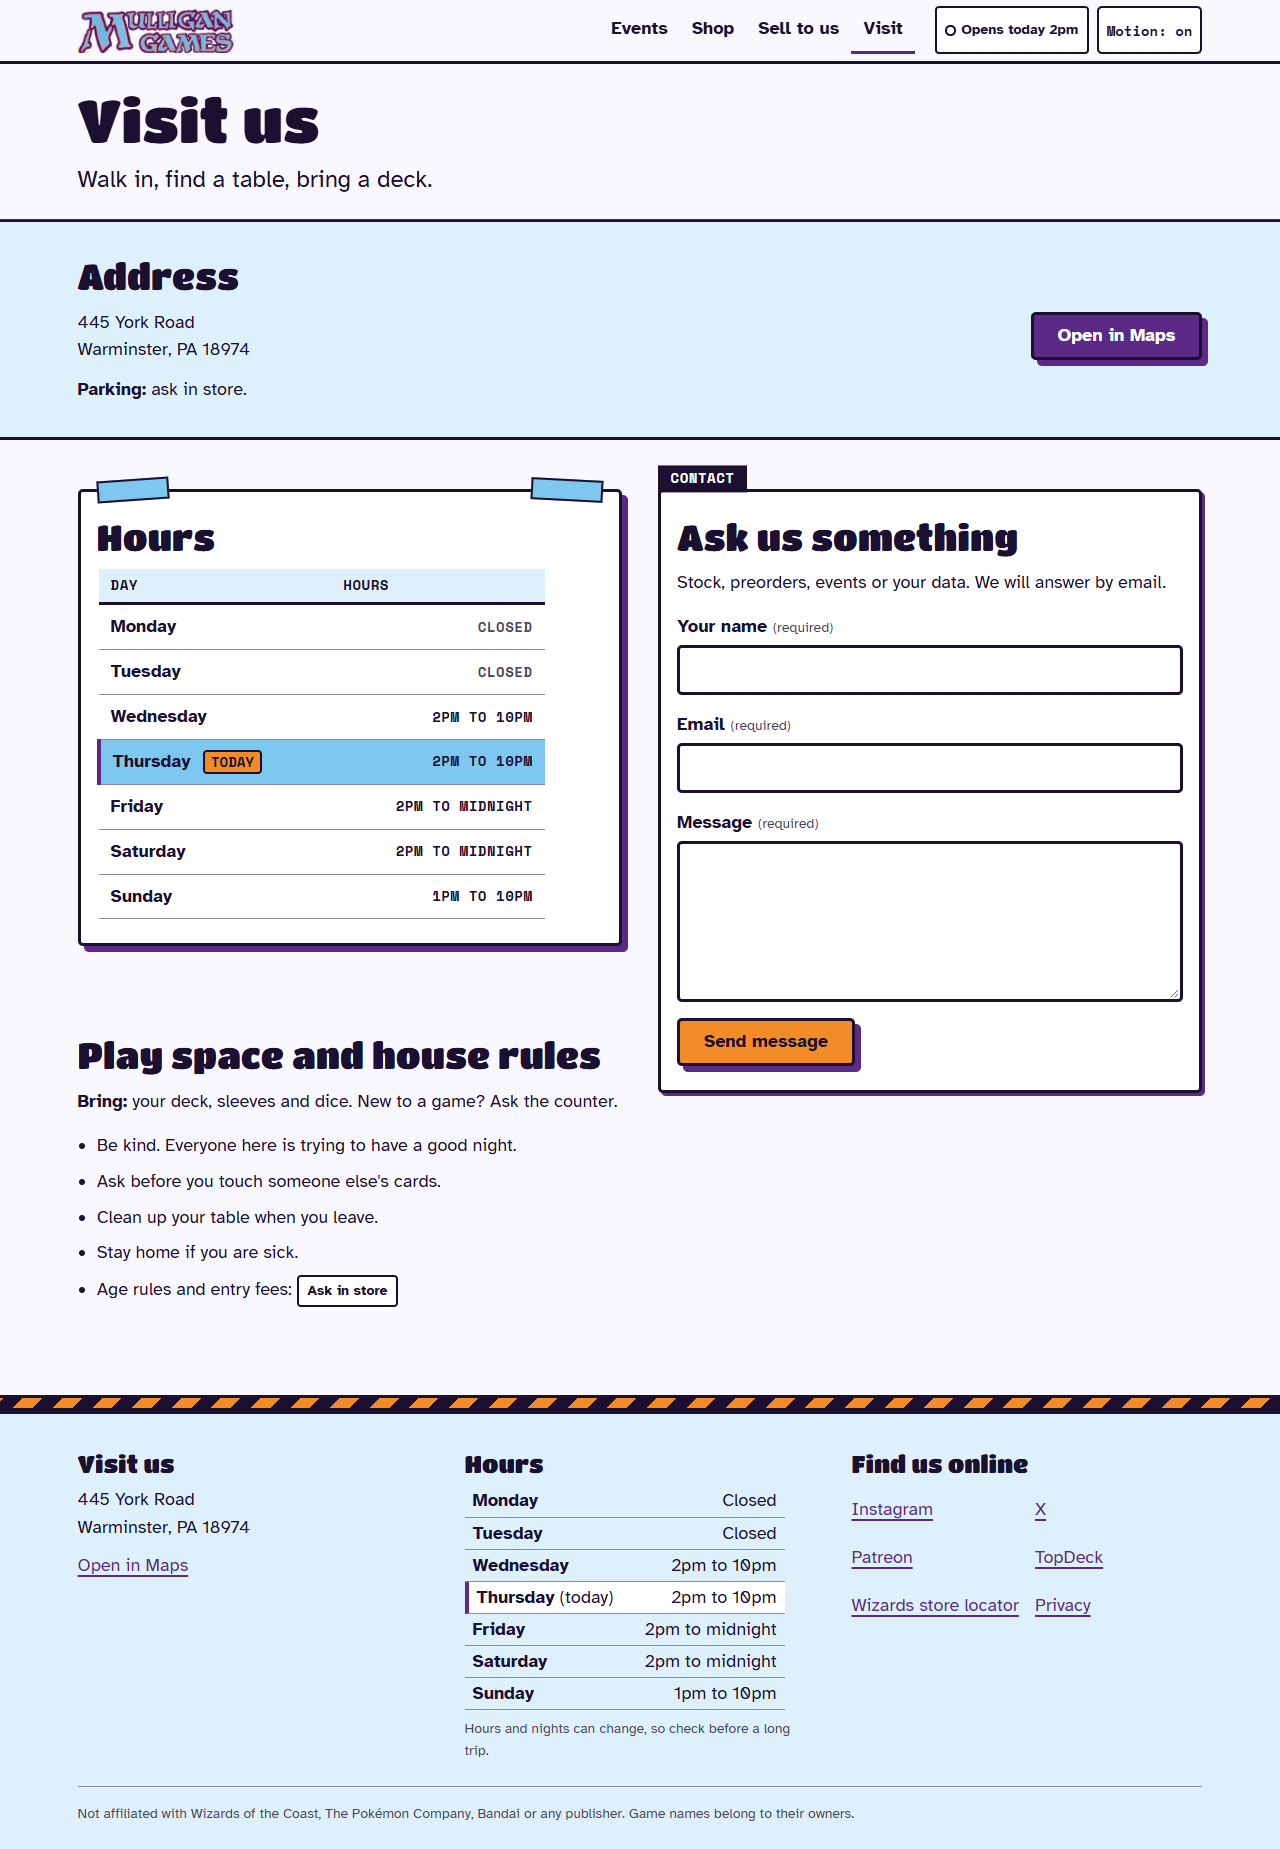 MULLIGAN GAMES
Events
Shop
Sell to us
Visit
Opens today 2pm
Motion: on
Visit us
Walk in, find a table, bring a deck.
Address
445 York Road
Warminster, PA 18974
Parking: ask in store.
Open in Maps
Hours
DAY HOURS
Monday CLOSED
Tuesday CLOSED
Wednesday 2PM TO 10PM
Thursday TODAY 2PM TO 10PM
Friday 2PM TO MIDNIGHT
Saturday 2PM TO MIDNIGHT
Sunday 1PM TO 10PM
CONTACT
Ask us something
Stock, preorders, events or your data. We will answer by email.
Your name (required)
Email (required)
Message (required)
Send message
Play space and house rules
Bring: your deck, sleeves and dice. New to a game? Ask the counter.
Be kind. Everyone here is trying to have a good night.
Ask before you touch someone else's cards.
Clean up your table when you leave.
Stay home if you are sick.
Age rules and entry fees: Ask in store
Visit us
445 York Road
Warminster, PA 18974
Open in Maps
Hours
Monday Closed
Tuesday Closed
Wednesday 2pm to 10pm
Thursday (today) 2pm to 10pm
Friday 2pm to midnight
Saturday 2pm to midnight
Sunday 1pm to 10pm
Hours and nights can change, so check before a long
trip.
Find us online
Instagram
X
Patreon
TopDeck
Wizards store locator
Privacy
Not affiliated with Wizards of the Coast, The Pokémon Company, Bandai or any publisher. Game names belong to their owners.